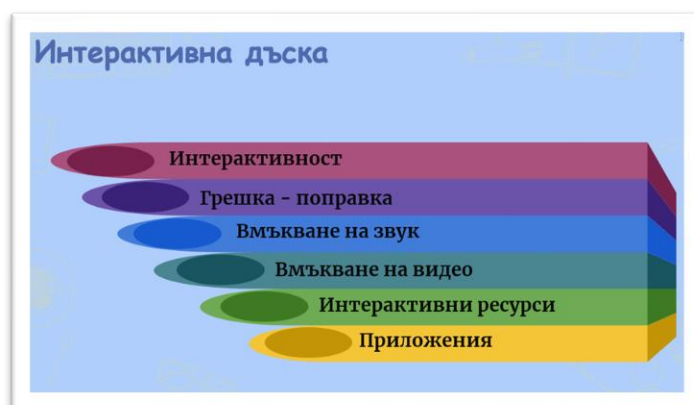 Интерактивна дъска
Интерактивност
Грешка - поправка
Вмъкване на звук
Вмъкване на видео
Интерактивни ресурси
Приложения